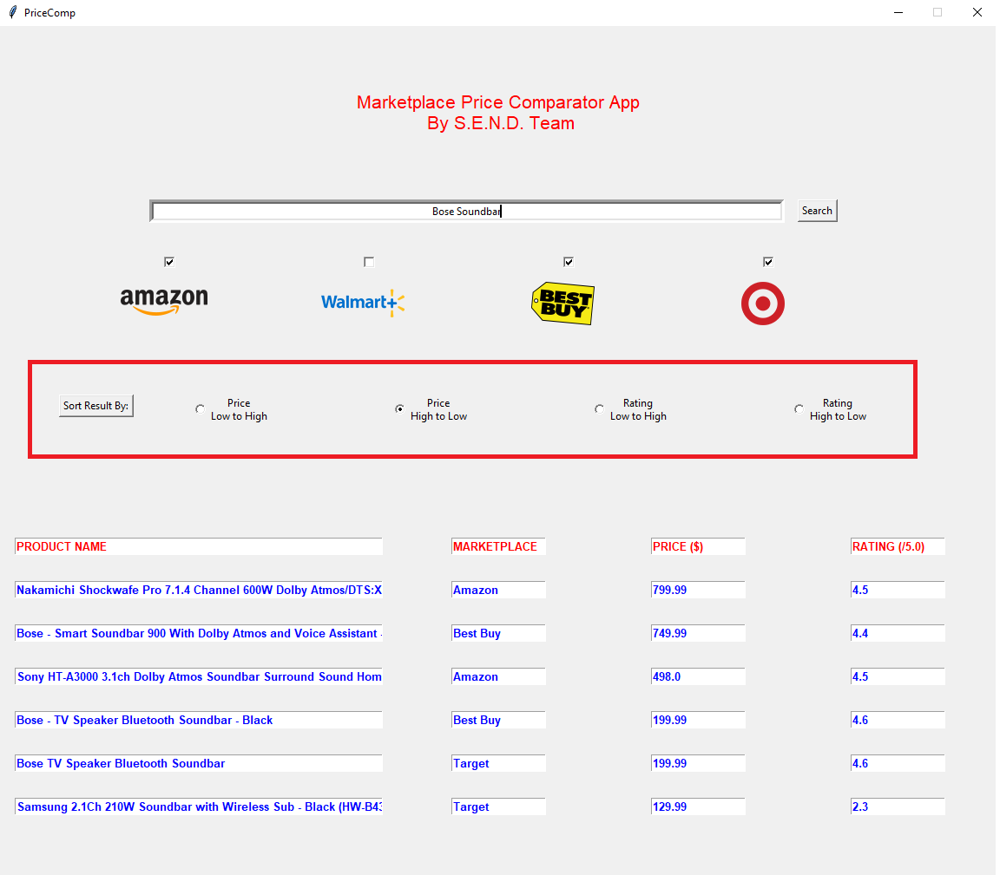 PriceComp
Marketplace Price Comparator App
By S.E.N.D. Team
Bose Soundbar Search
amazon Walmart+ BEST BUY
Sort Result By: Price Low to High Price High to Low Rating Low to High Rating High to Low
PRODUCT NAME MARKETPLACE PRICE ($) RATING (/5.0)
Nakamichi Shockwafe Pro 7.1.4 Channel 600W Dolby Atmos/DTS:X Amazon 799.99 4.5
Bose - Smart Soundbar 900 With Dolby Atmos and Voice Assistant - Best Buy 749.99 4.4
Sony HT-A3000 3.1ch Dolby Atmos Soundbar Surround Sound Hom Amazon 498.0 4.5
Bose - TV Speaker Bluetooth Soundbar - Black Best Buy 199.99 4.6
Bose TV Speaker Bluetooth Soundbar Target 199.99 4.6
Samsung 2.1Ch 210W Soundbar with Wireless Sub - Black (HW-B43 Target 129.99 2.3